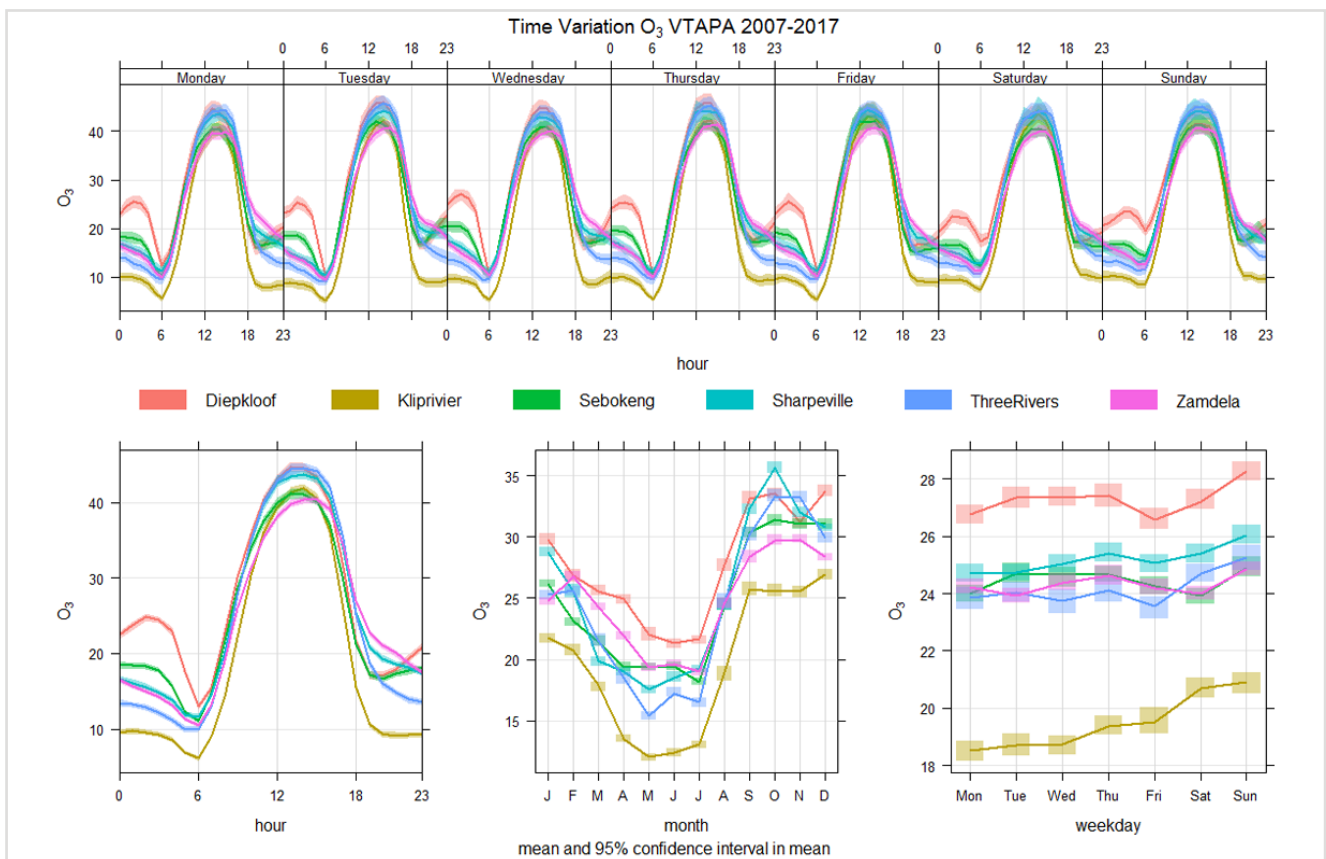 Time Variation O₃ VTAPA 2007-2017
0 6 12 18 23 0 6 12 18 23 0 6 12 18 23
Monday Tuesday Wednesday Thursday Friday Saturday Sunday
40
30
20
10
O₃
0 6 12 18 23 0 6 12 18 23 0 6 12 18 23 0 6 12 18 23
hour
Diepkloof Kliprivier Sebokeng Sharpeville ThreeRivers Zamdela
40
30
20
10
O₃
0 6 12 18 23
hour
35
30
25
20
15
O₃
J F M A M J J A S O N D
month
28
26
24
22
20
18
O₃
Mon Tue Wed Thu Fri Sat Sun
weekday
mean and 95% confidence interval in mean